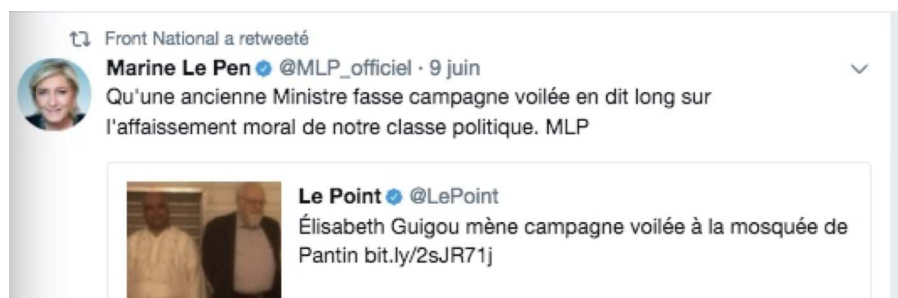 Front National a retweeté
Marine Le Pen @MLP_officiel · 9 juin
Qu'une ancienne Ministre fasse campagne voilée en dit long sur
l'affaissement moral de notre classe politique. MLP
Le Point @LePoint
Élisabeth Guigou mène campagne voilée à la mosquée de
Pantin bit.ly/2sJR71j